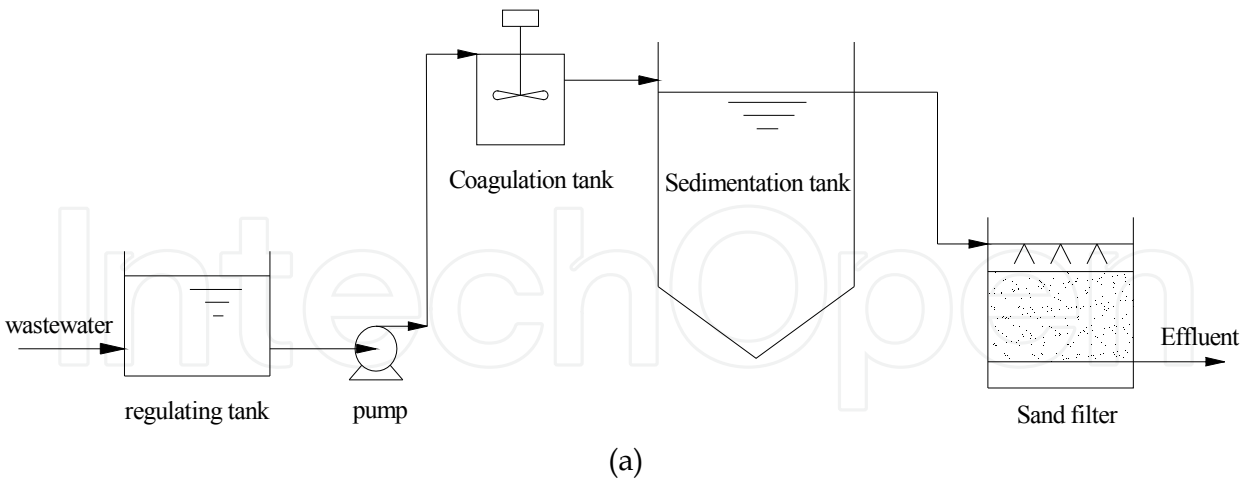 Coagulation tank
Sedimentation tank
IntechOpen
wastewater
Effluent
regulating tank
pump
Sand filter
(a)